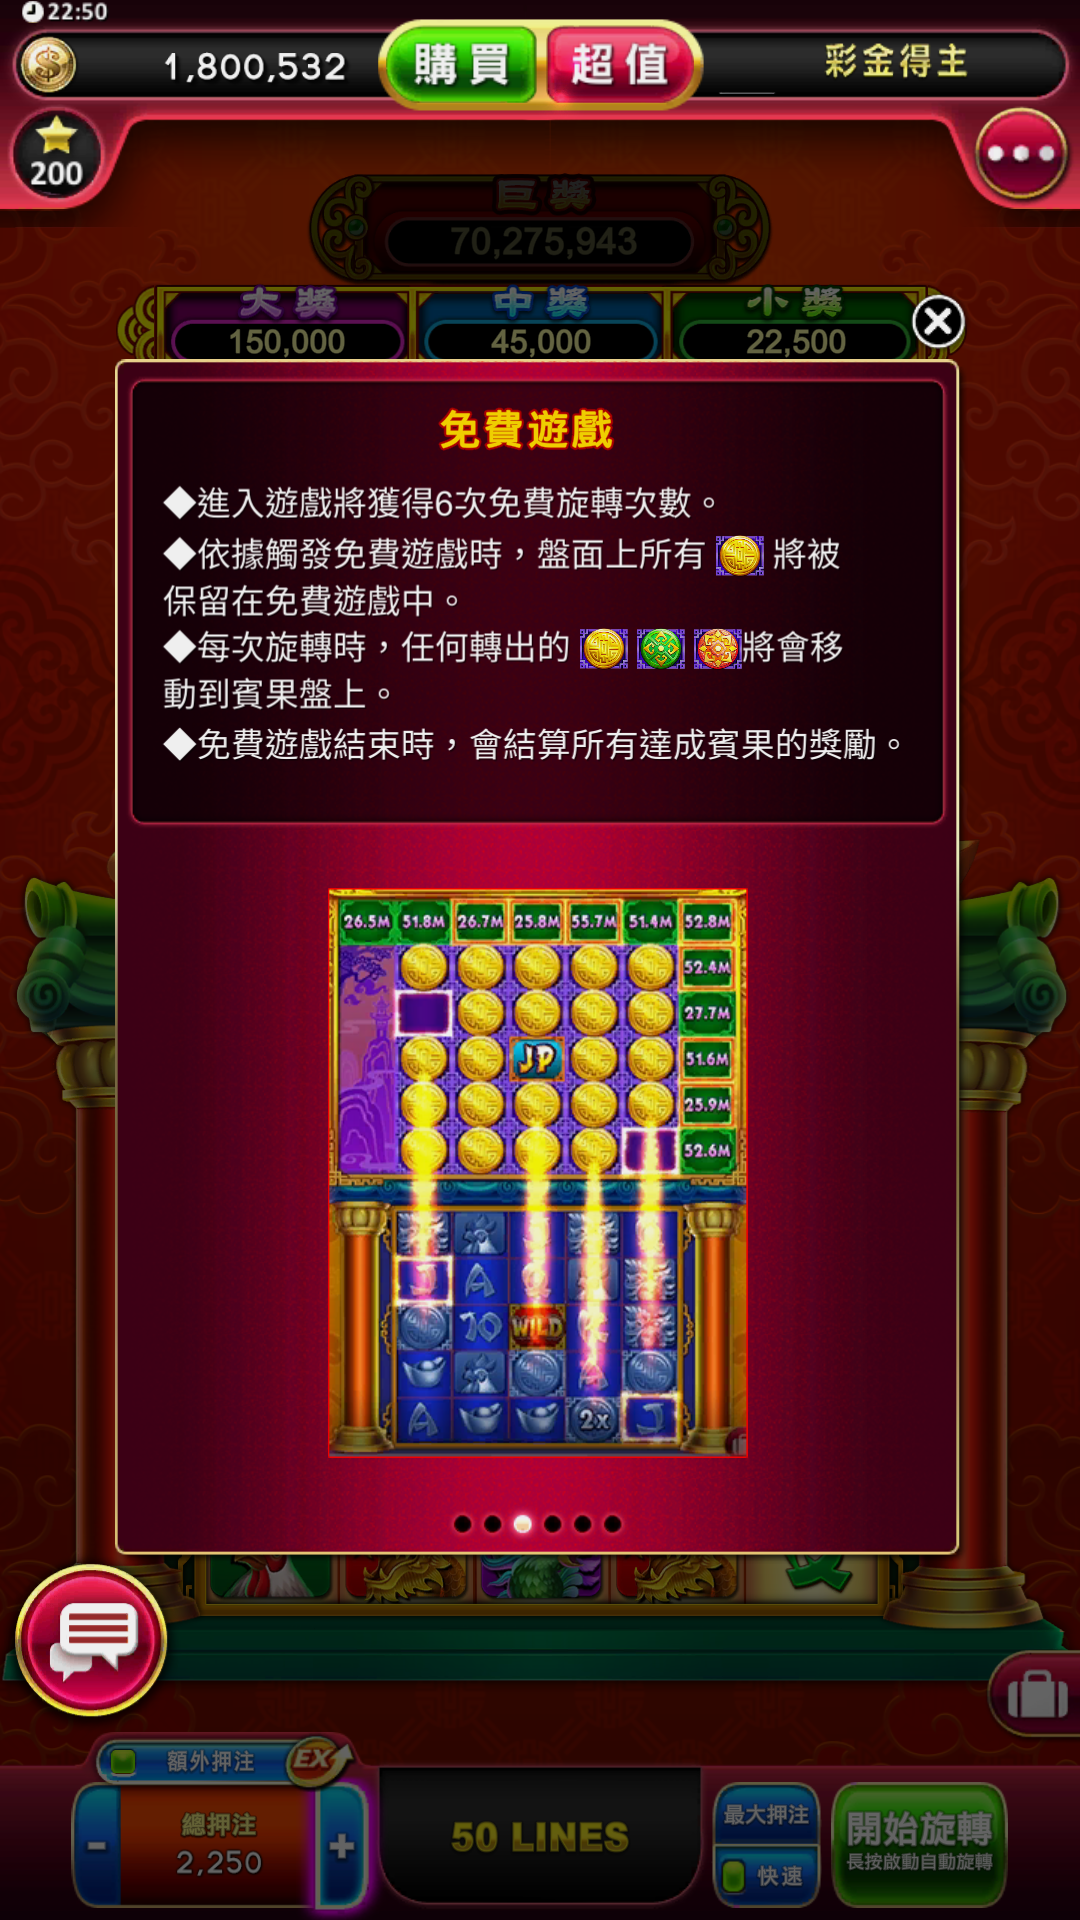 22:50
1,800,532
購買
超值
彩金得主
200
巨獎
70,275,943
大獎
中獎
小獎
150,000
45,000
22,500
免費遊戲
◆進入遊戲將獲得6次免費旋轉次數。
◆依據觸發免費遊戲時，盤面上所有 將被
保留在免費遊戲中。
◆每次旋轉時，任何轉出的 將會移
動到賓果盤上。
◆免費遊戲結束時，會結算所有達成賓果的獎勵。
26.5M 51.8M 26.7M 25.8M 55.7M 51.4M 52.8M
52.4M
27.7M
JP
51.6M
25.9M
52.6M
J A
10 WILD
A 2x J
額外押注 EX
總押注
2,250
- +
50 LINES
最大押注
快速
開始旋轉
長按啟動自動旋轉